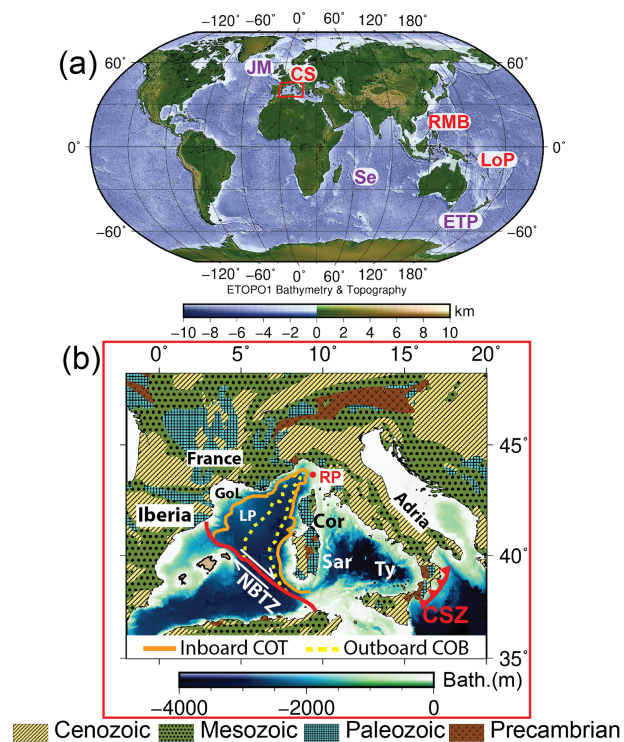 −120˚ −60˚ 0˚ 60˚ 120˚
(a)
60˚ 60˚
JM
CS
RMB
0˚ 0˚
LoP
Se
ETP
−60˚ −60˚
−120˚ −60˚ 0˚ 60˚ 120˚ 180˚
ETOPO1 Bathymetry & Topography
km
−10 −8 −6 −4 −2 0 2 4 6 8 10
(b)
0˚ 5˚ 10˚ 15˚ 20˚
45˚
France
RP
GoL
LP
Adria
Iberia
Cor
40˚
Sar
Ty
NBTZ
CSZ
Inboard COT Outboard COB
35˚
Bath.(m)
−4000 −2000 0
Cenozoic Mesozoic Paleozoic Precambrian